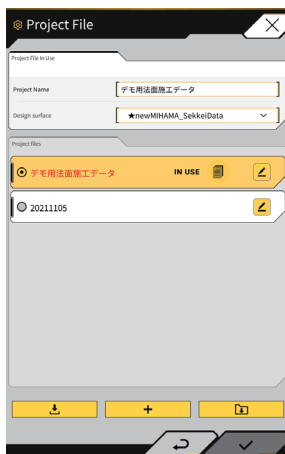 Project File
Project File In Use
Project Name デモ用法面施工データ
Design surface ★newMIHAMA_SekkeiData
Project files
デモ用法面施工データ IN USE
20211105